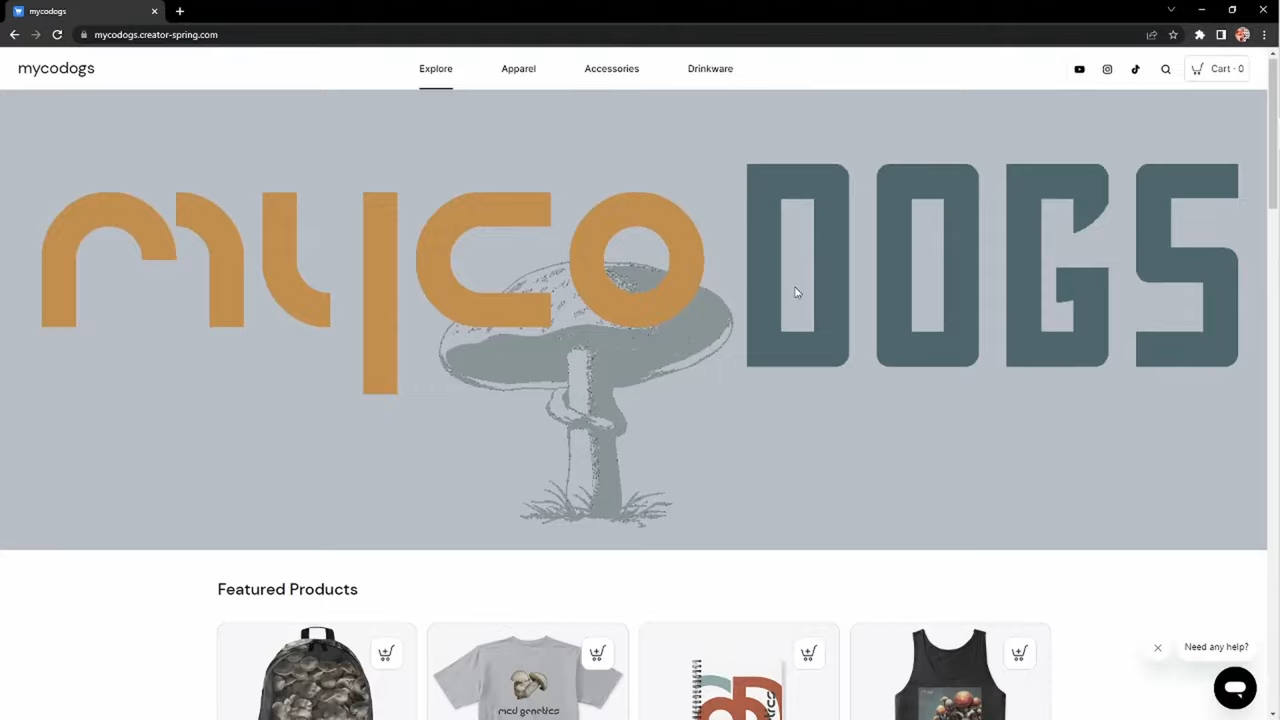 mycodogs
mycodogs.creator-spring.com
mycodogs
Explore
Apparel
Accessories
Drinkware
Cart · 0
myco DOGS
Featured Products
mcd genetics
Need any help?